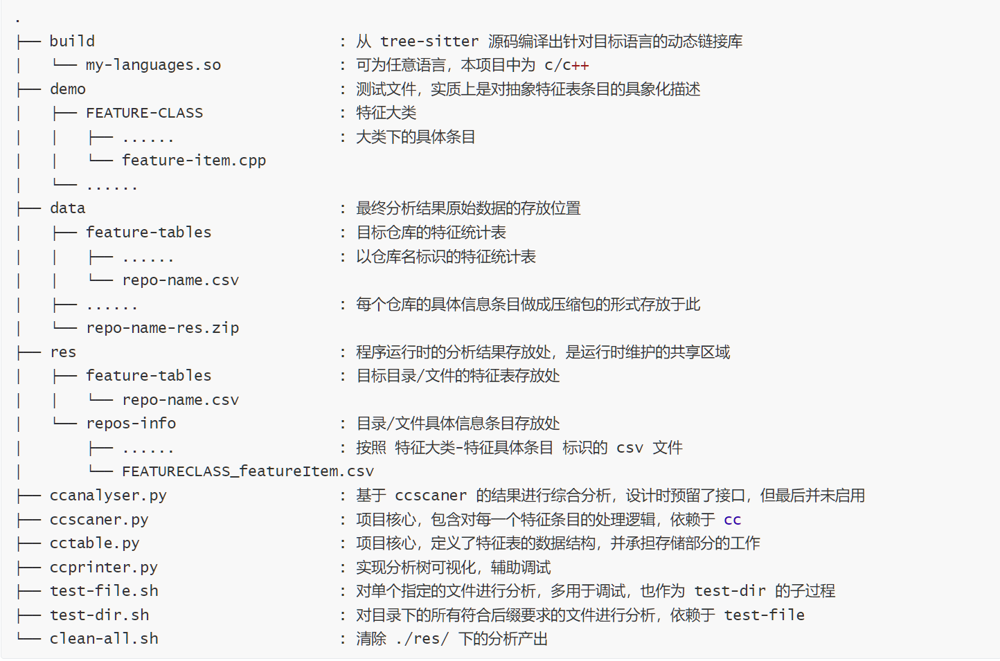 .
├── build                           : 从 tree-sitter 源码编译出针对目标语言的动态链接库
│   └── my-languages.so             : 可为任意语言，本项目中为 c/c++
├── demo                            : 测试文件，实质上是对抽象特征表条目的具象化描述
│   ├── FEATURE-CLASS               : 特征大类
│   │   ├── ......                  : 大类下的具体条目
│   │   └── feature-item.cpp
│   └── ......
├── data                            : 最终分析结果原始数据的存放位置
│   ├── feature-tables              : 目标仓库的特征统计表
│   │   ├── ......                  : 以仓库名标识的特征统计表
│   │   └── repo-name.csv
│   ├── ......                      : 每个仓库的具体信息条目做成压缩包的形式存放于此
│   └── repo-name-res.zip
├── res                             : 程序运行时的分析结果存放处，是运行时维护的共享区域
│   ├── feature-tables              : 目标目录/文件的特征表存放处
│   │   └── repo-name.csv
│   └── repos-info                  : 目录/文件具体信息条目存放处
│       ├── ......                  : 按照 特征大类-特征具体条目 标识的 csv 文件
│       └── FEATURECLASS_featureItem.csv
├── ccanalyser.py                   : 基于 ccscaner 的结果进行综合分析，设计时预留了接口，但最后并未启用
├── ccscaner.py                     : 项目核心，包含对每一个特征条目的处理逻辑，依赖于 cc
├── cctable.py                      : 项目核心，定义了特征表的数据结构，并承担存储部分的工作
├── ccprinter.py                    : 实现分析树可视化，辅助调试
├── test-file.sh                    : 对单个指定的文件进行分析，多用于调试，也作为 test-dir 的子过程
├── test-dir.sh                     : 对目录下的所有符合后缀要求的文件进行分析，依赖于 test-file
└── clean-all.sh                    : 清除 ./res/ 下的分析产出